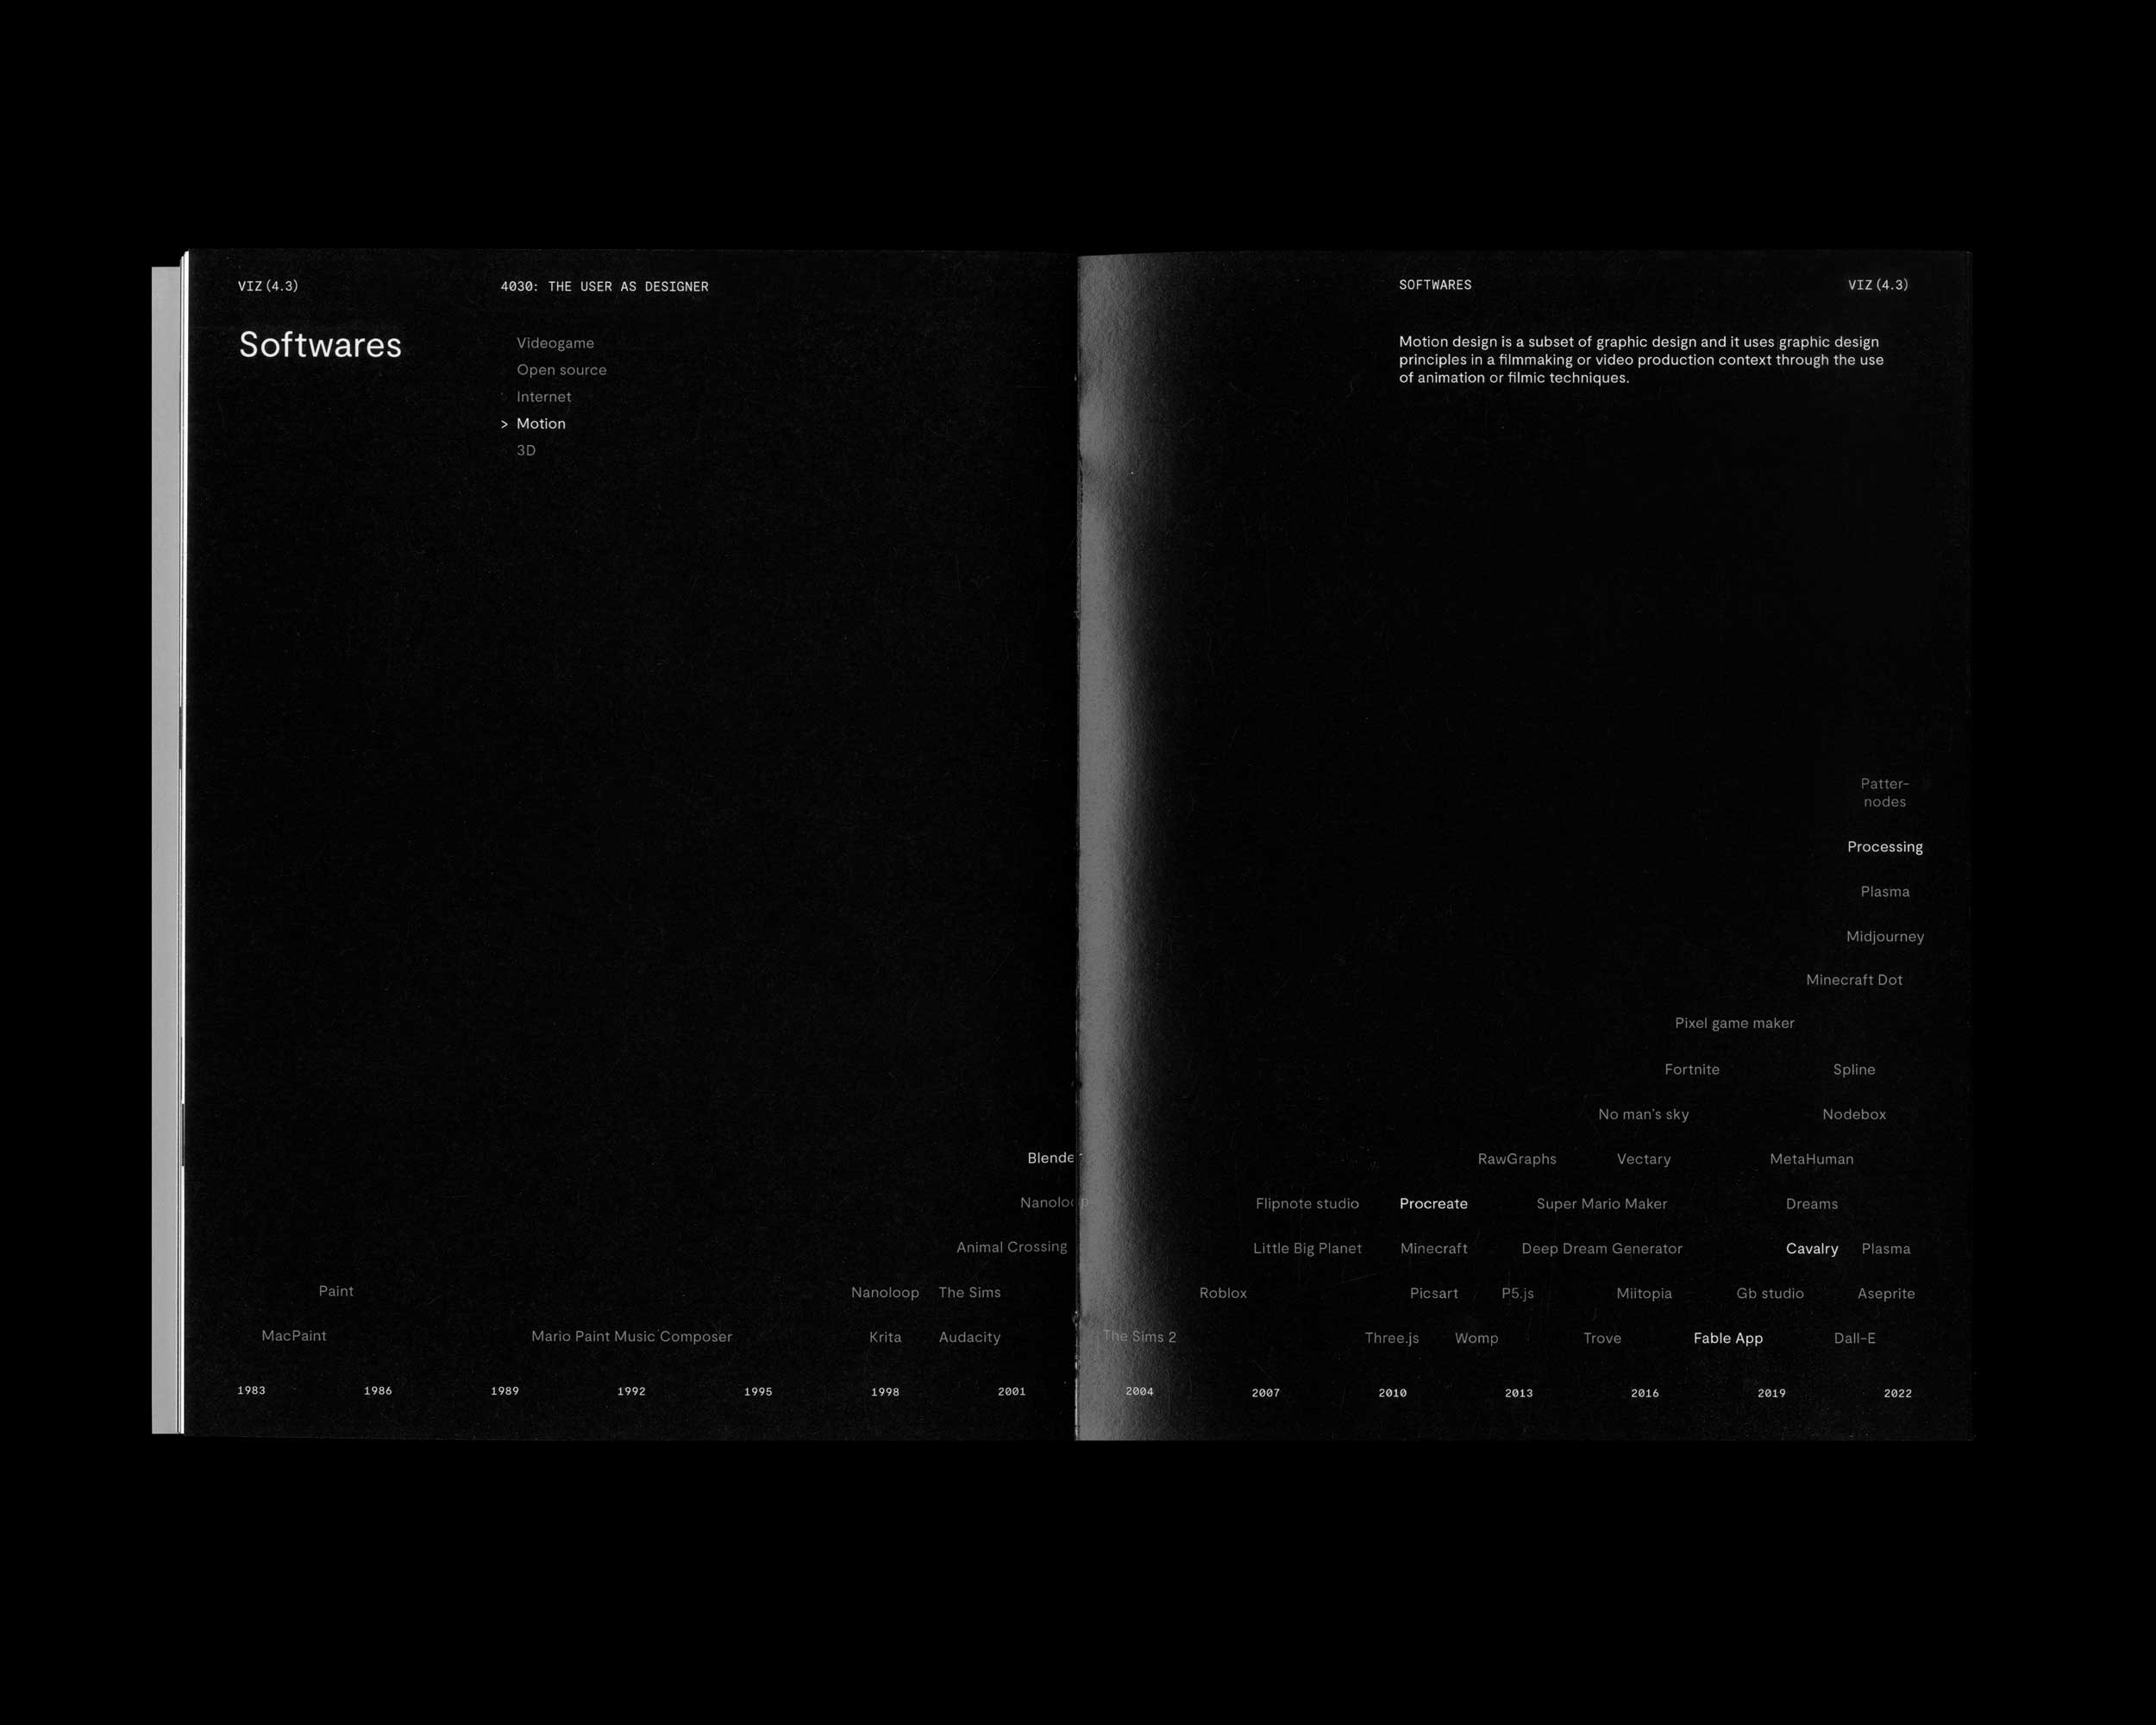 VIZ (4.3)
4030: THE USER AS DESIGNER
Softwares
Videogame
Open source
Internet
> Motion
3D
Blender
Nanoloop
Animal Crossing
Paint
Nanoloop
The Sims
MacPaint
Mario Paint Music Composer
Krita
Audacity
1983
1986
1989
1992
1995
1998
2001
SOFTWARES
VIZ (4.3)
Motion design is a subset of graphic design and it uses graphic design
principles in a filmmaking or video production context through the use
of animation or filmic techniques.
Patter-
nodes
Processing
Plasma
Midjourney
Minecraft Dot
Pixel game maker
Fortnite
Spline
No man's sky
Nodebox
RawGraphs
Vectary
MetaHuman
Flipnote studio
Procreate
Super Mario Maker
Dreams
Little Big Planet
Minecraft
Deep Dream Generator
Cavalry
Plasma
Roblox
Picsart
P5.js
Miitopia
Gb studio
Aseprite
The Sims 2
Three.js
Womp
Trove
Fable App
Dall-E
2004
2007
2010
2013
2016
2019
2022